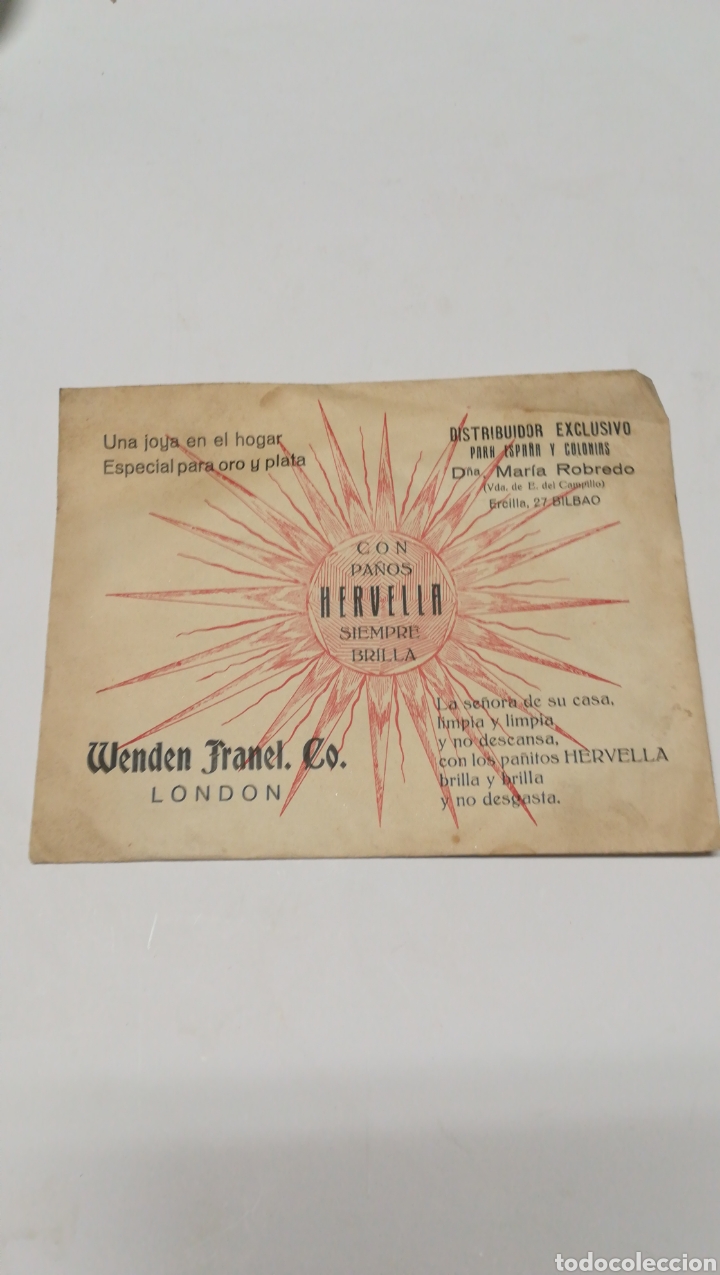 Una joya en el hogar
Especial para oro y plata
DISTRIBUIDOR EXCLUSIVO
PARA ESPAÑA Y COLONIAS
Dña. María Robredo
(Vda. de E. del Campillo)
Ercilla, 27 BILBAO
CON
PAÑOS
HERVELLA
SIEMPRE
BRILLA
Wenden Franel. Co.
LONDON
La señora de su casa,
limpia y limpia
y no descansa,
con los pañitos HERVELLA
brilla y brilla
y no desgasta.
todocoleccion